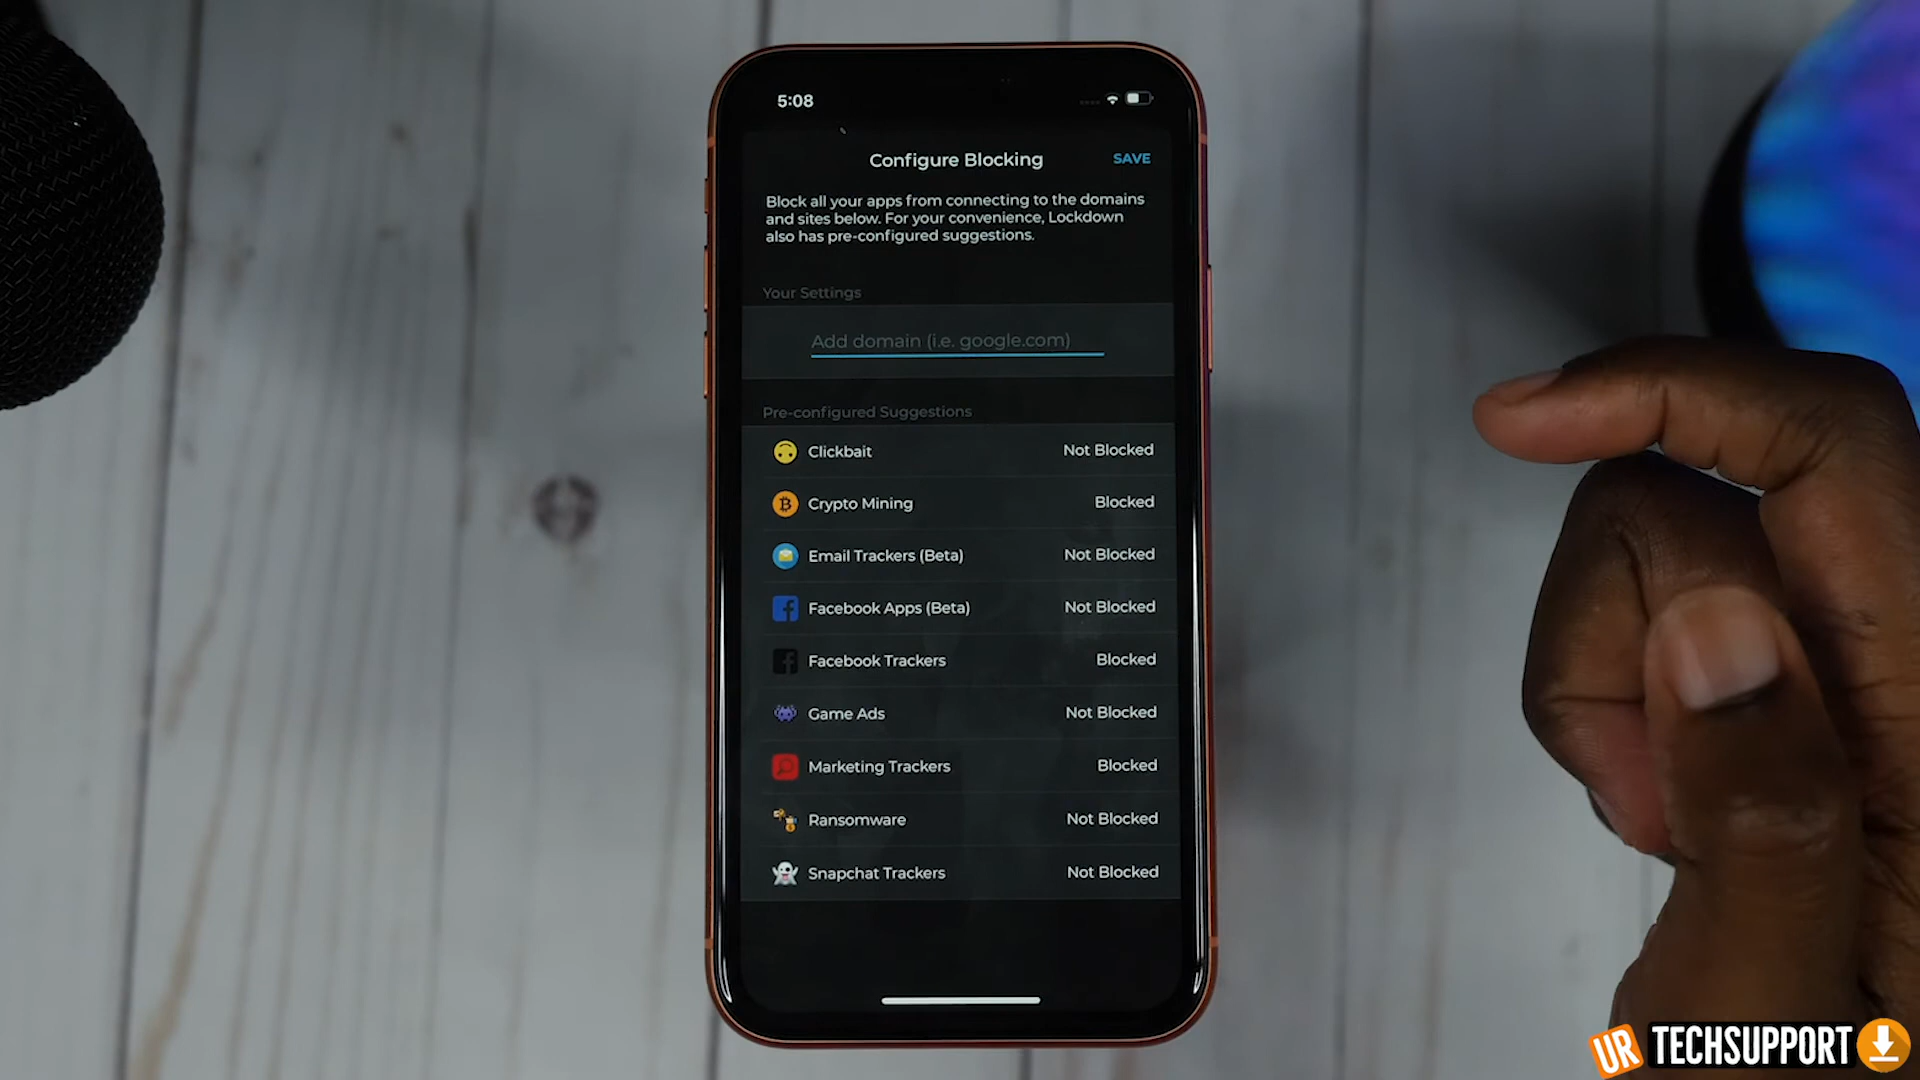 5:08
Configure Blocking
SAVE
Block all your apps from connecting to the domains
and sites below. For your convenience, Lockdown
also has pre-configured suggestions.
Your Settings
Add domain (i.e. google.com)
Pre-configured Suggestions
Clickbait Not Blocked
Crypto Mining Blocked
Email Trackers (Beta) Not Blocked
Facebook Apps (Beta) Not Blocked
Facebook Trackers Blocked
Game Ads Not Blocked
Marketing Trackers Blocked
Ransomware Not Blocked
Snapchat Trackers Not Blocked
UR TECHSUPPORT